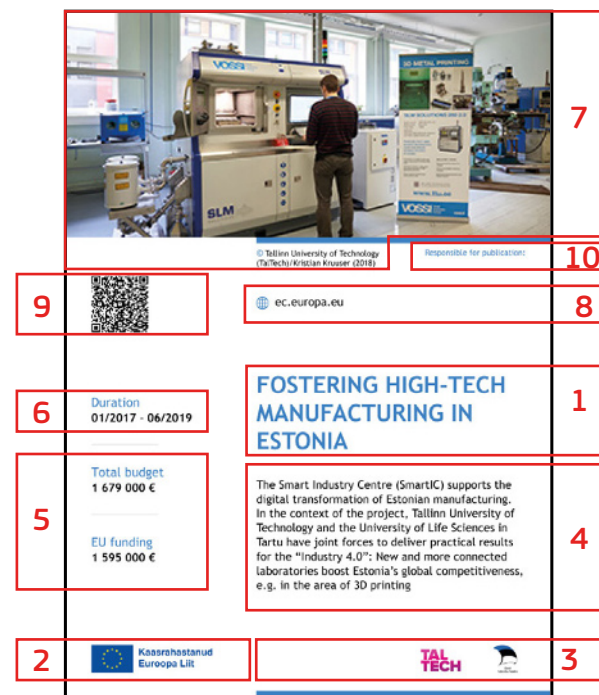 VOSSI
SLM
3D METAL PRINTING
SLM SOLUTIONS
VOSSI
7
© Tallinn University of Technology
(TalTech)/Kristian Kruuser (2018)
Responsible for publication:
10
9
ec.europa.eu
8
6
Duration
01/2017 - 06/2019
FOSTERING HIGH-TECH
MANUFACTURING IN
ESTONIA
1
5
Total budget
1 679 000 €
EU funding
1 595 000 €
The Smart Industry Centre (SmartIC) supports the
digital transformation of Estonian manufacturing.
In the context of the project, Tallinn University of
Technology and the University of Life Sciences in
Tartu have joint forces to deliver practical results
for the “Industry 4.0”: New and more connected
laboratories boost Estonia’s global competitiveness,
e.g. in the area of 3D printing
4
2
Kaasrahastanud
Euroopa Liit
TAL
TECH
3